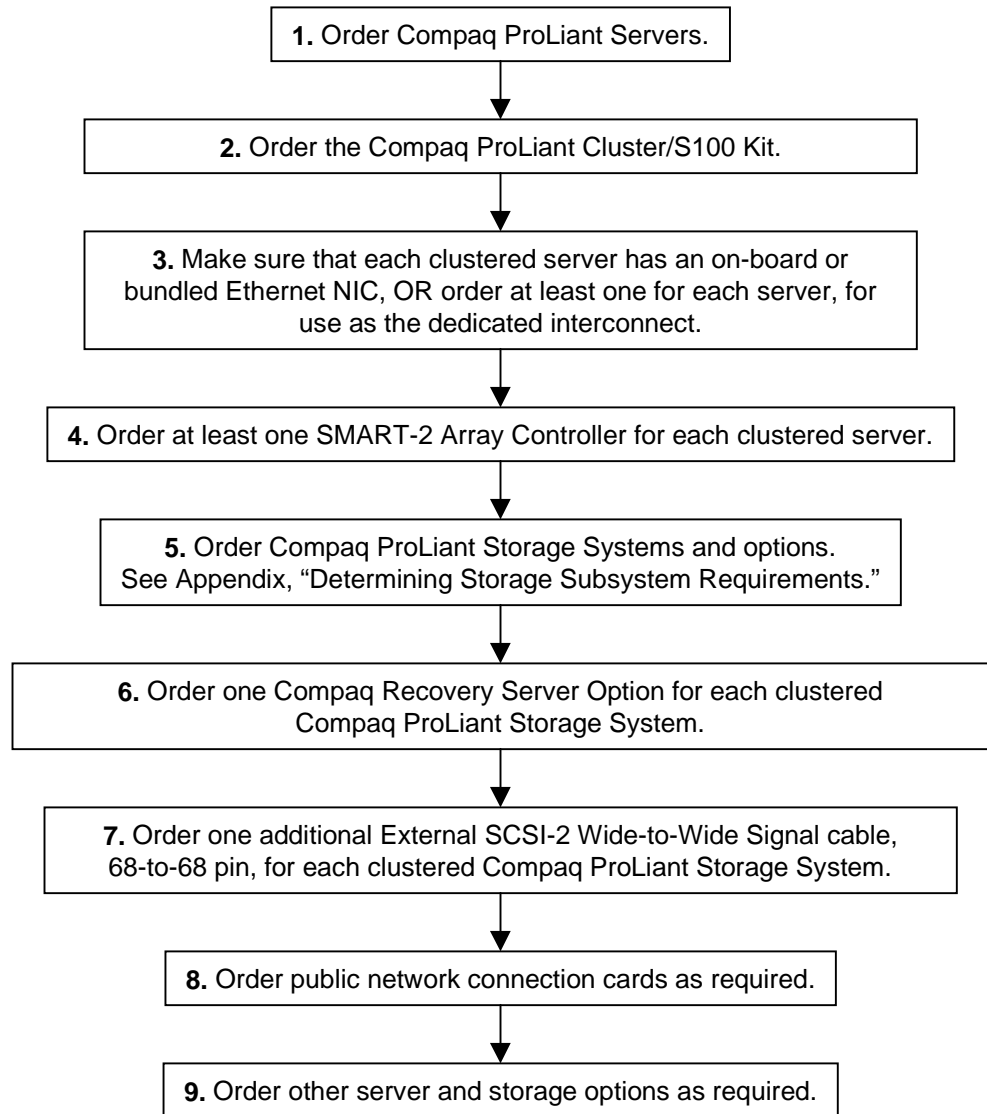 1. Order Compaq ProLiant Servers.
2. Order the Compaq ProLiant Cluster/S100 Kit.
3. Make sure that each clustered server has an on-board or
bundled Ethernet NIC, OR order at least one for each server, for
use as the dedicated interconnect.
4. Order at least one SMART-2 Array Controller for each clustered server.
5. Order Compaq ProLiant Storage Systems and options.
See Appendix, “Determining Storage Subsystem Requirements.”
6. Order one Compaq Recovery Server Option for each clustered
Compaq ProLiant Storage System.
7. Order one additional External SCSI-2 Wide-to-Wide Signal cable,
68-to-68 pin, for each clustered Compaq ProLiant Storage System.
8. Order public network connection cards as required.
9. Order other server and storage options as required.